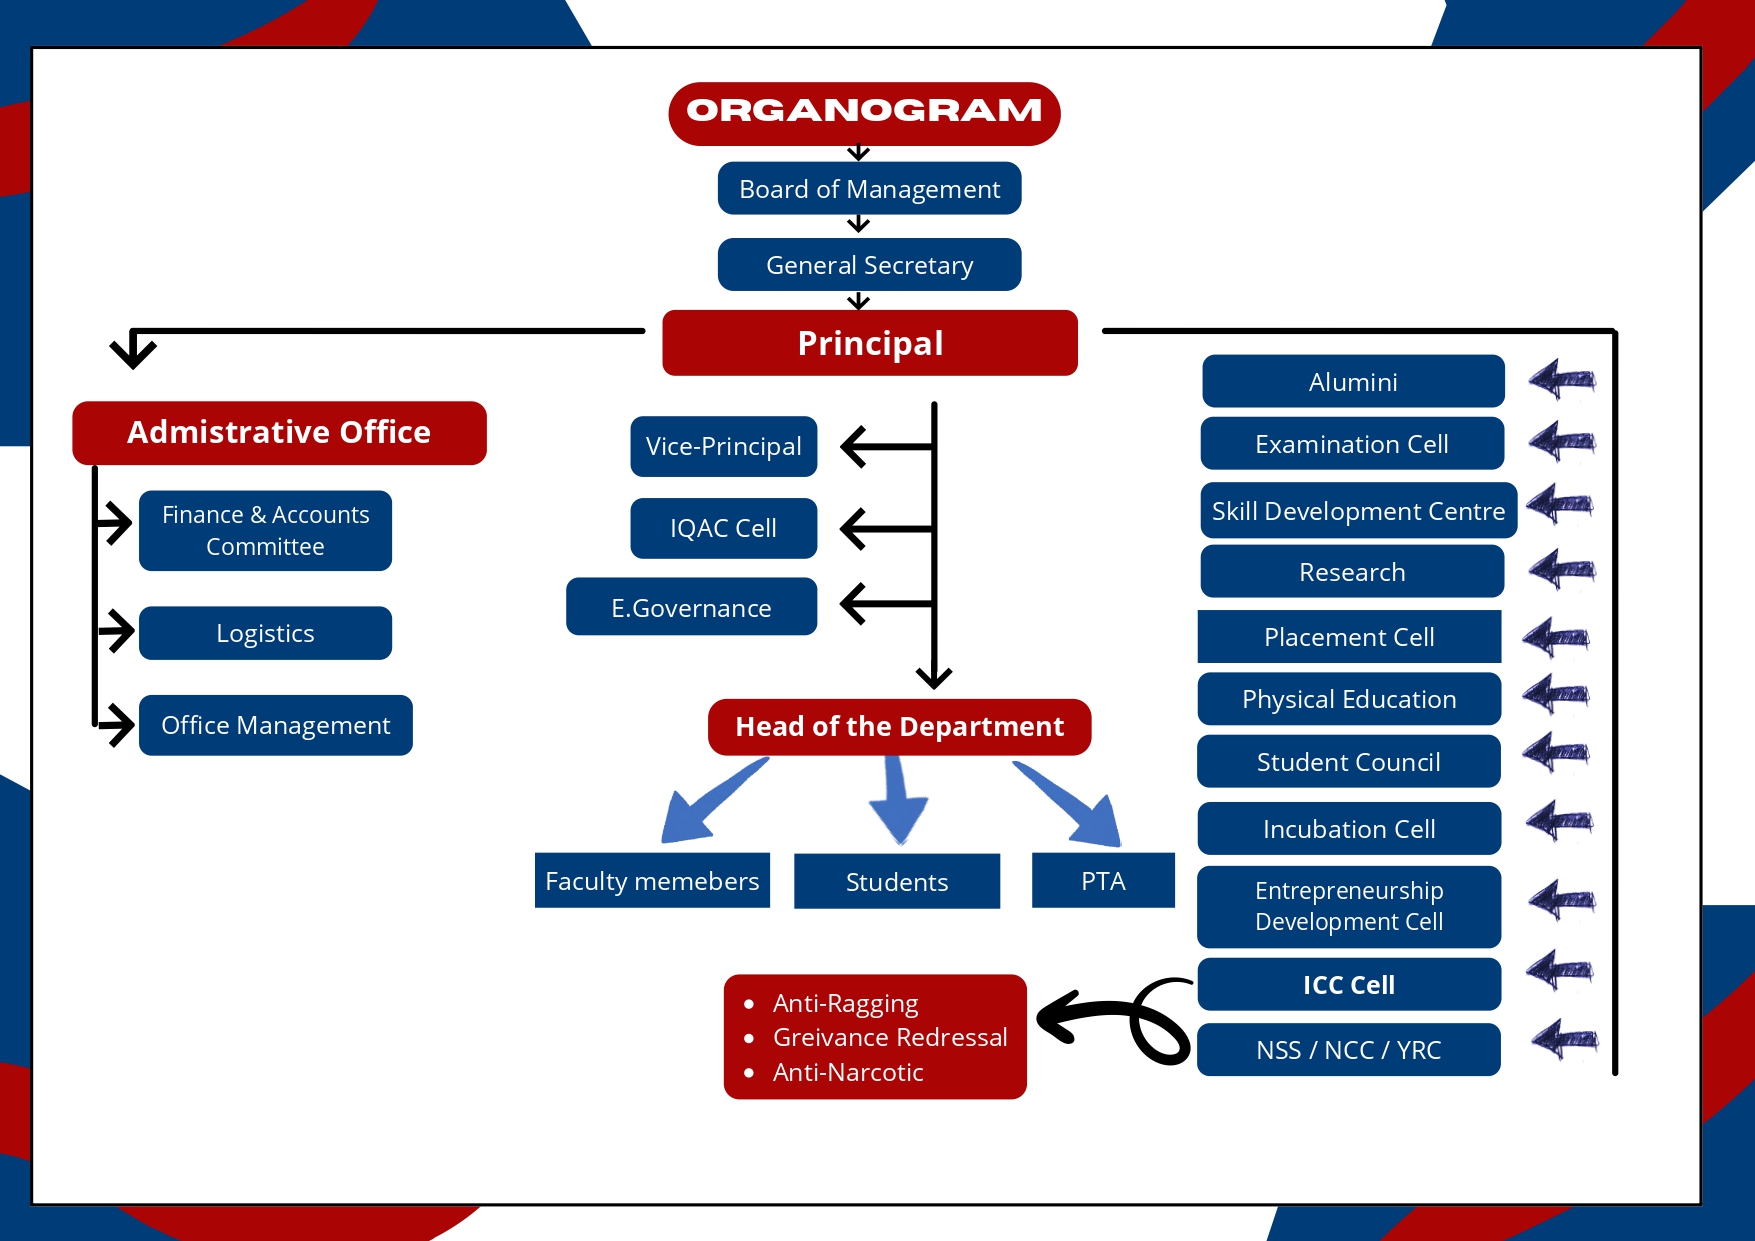 ORGANOGRAM
Board of Management
General Secretary
Principal
Admistrative Office
Finance & Accounts
Committee
Logistics
Office Management
Vice-Principal
IQAC Cell
E.Governance
Head of the Department
Faculty memebers
Students
PTA
Alumini
Examination Cell
Skill Development Centre
Research
Placement Cell
Physical Education
Student Council
Incubation Cell
Entrepreneurship
Development Cell
ICC Cell
NSS / NCC / YRC
• Anti-Ragging
• Greivance Redressal
• Anti-Narcotic